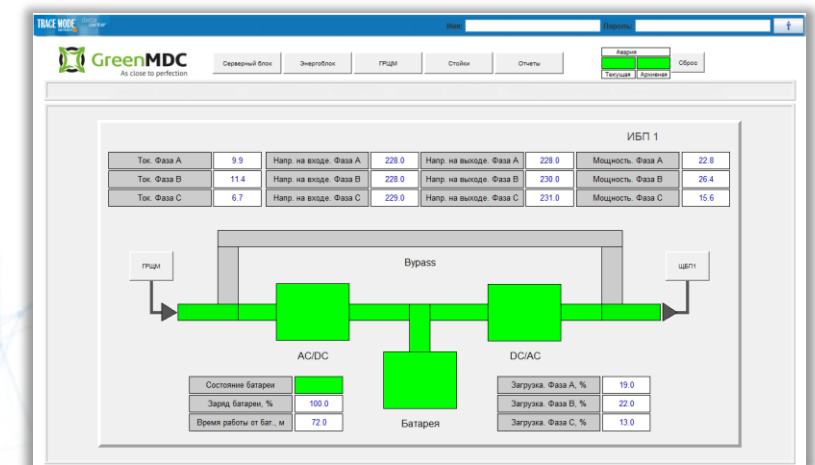 TRACE MODE data center Имя: Пароль:
GreenMDC
As close to perfection
Серверный блок Энергоблок ГРЩМ Стойки Отчеты Авария Сброс
Текущая Архивная
ИБП 1
Ток. Фаза A 9.9 Напр. на входе. Фаза A 228.0 Напр. на выходе. Фаза A 228.0 Мощность. Фаза A 22.8
Ток. Фаза B 11.4 Напр. на входе. Фаза B 228.0 Напр. на выходе. Фаза B 230.0 Мощность. Фаза B 26.4
Ток. Фаза C 6.7 Напр. на входе. Фаза C 229.0 Напр. на выходе. Фаза C 231.0 Мощность. Фаза C 15.6
ГРЩМ Bypass ЩБП1
AC/DC DC/AC
Состояние батареи Загрузка. Фаза A, % 19.0
Заряд батареи, % 100.0 Загрузка. Фаза B, % 22.0
Время работы от бат., м 72.0 Батарея Загрузка. Фаза C, % 13.0